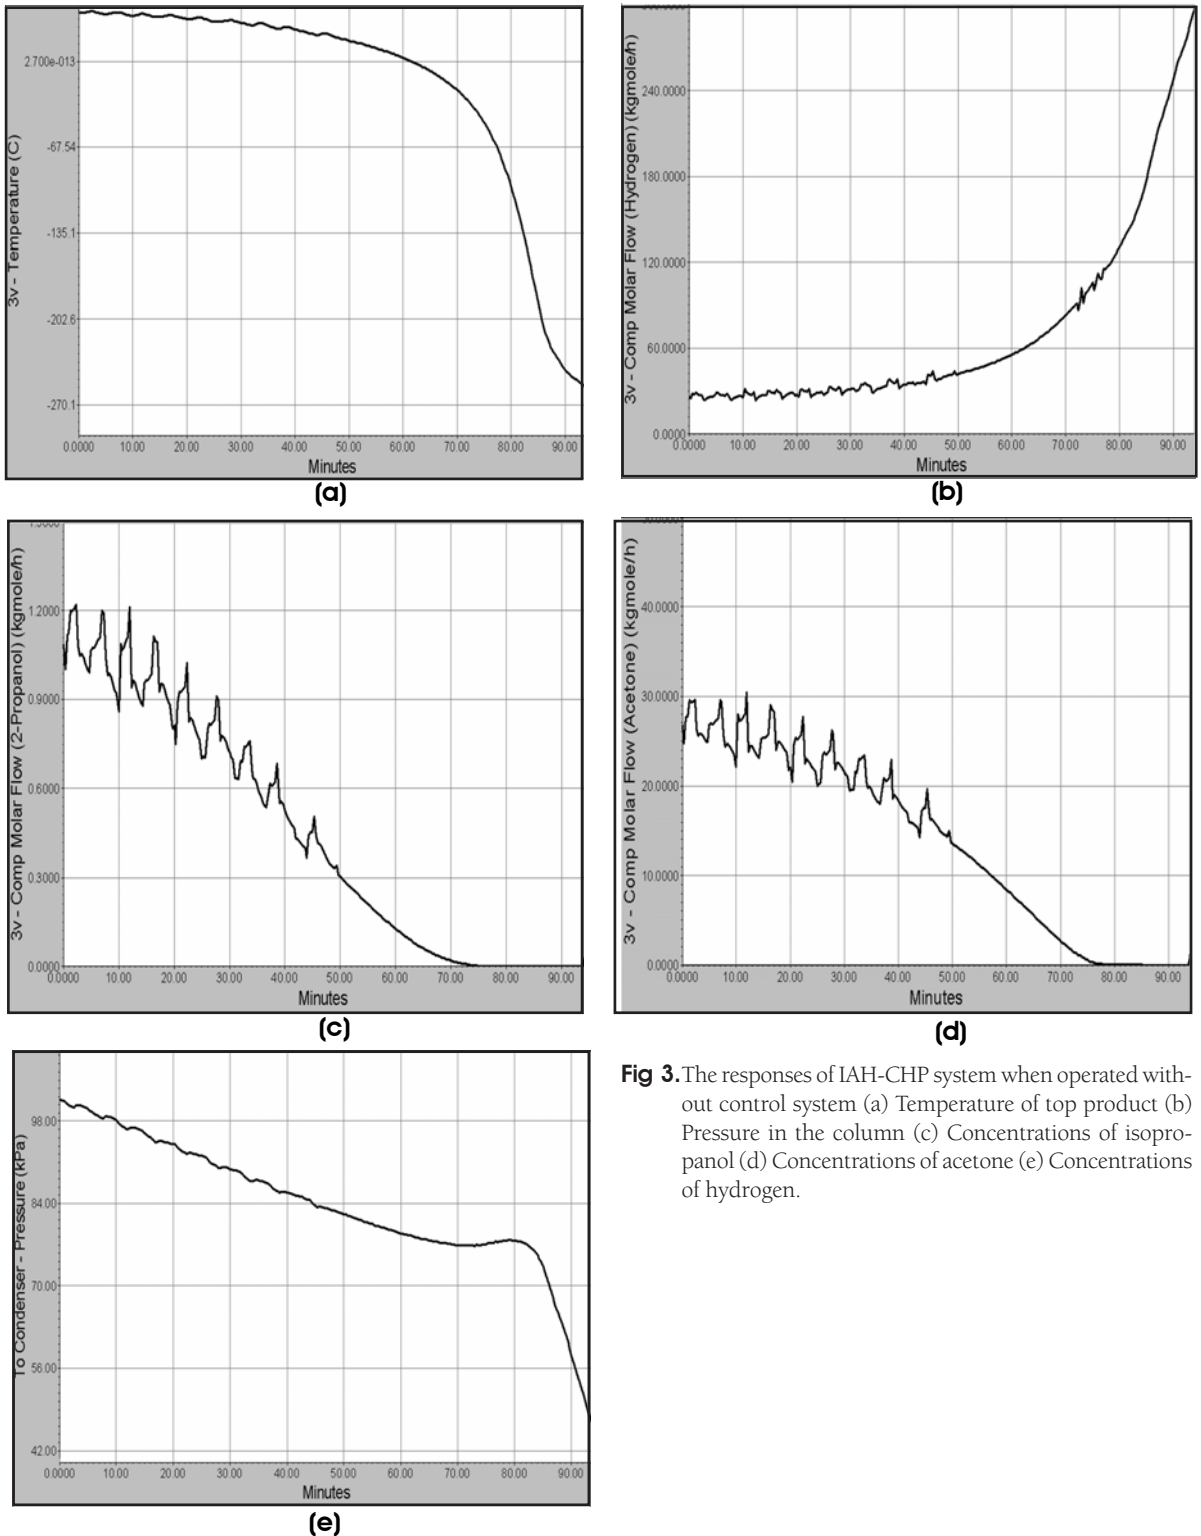 3v - Temperature (C)
2.700e-013
-67.54
-135.1
-202.6
-270.1
0.0000 10.00 20.00 30.00 40.00 50.00 60.00 70.00 80.00 90.00
Minutes
(a)
3v - Comp Molar Flow (Hydrogen) (kgmole/h)
240.0000
180.0000
120.0000
60.0000
0.0000
0.0000 10.00 20.00 30.00 40.00 50.00 60.00 70.00 80.00 90.00
Minutes
(b)
3v - Comp Molar Flow (2-Propanol) (kgmole/h)
1.2000
0.9000
0.6000
0.3000
0.0000
0.0000 10.00 20.00 30.00 40.00 50.00 60.00 70.00 80.00 90.00
Minutes
(c)
3v - Comp Molar Flow (Acetone) (kgmole/h)
40.0000
30.0000
20.0000
10.0000
0.0000
0.0000 10.00 20.00 30.00 40.00 50.00 60.00 70.00 80.00 90.00
Minutes
(d)
To Condenser - Pressure (kPa)
98.00
84.00
70.00
56.00
42.00
0.0000 10.00 20.00 30.00 40.00 50.00 60.00 70.00 80.00 90.00
Minutes
(e)
Fig 3. The responses of IAH-CHP system when operated with-
out control system (a) Temperature of top product (b)
Pressure in the column (c) Concentrations of isopro-
panol (d) Concentrations of acetone (e) Concentrations
of hydrogen.